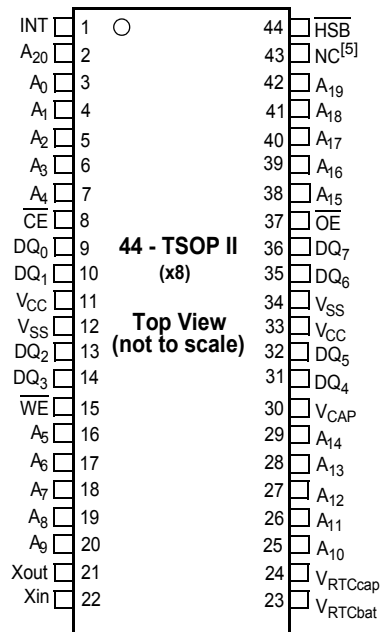 INT 1 44 H̅S̅B̅
A₂₀ 2 43 NC[5]
A₀ 3 42 A₁₉
A₁ 4 41 A₁₈
A₂ 5 40 A₁₇
A₃ 6 39 A₁₆
A₄ 7 38 A₁₅
C̅E̅ 8 37 O̅E̅
DQ₀ 9 44 - TSOP II 36 DQ₇
DQ₁ 10 (x8) 35 DQ₆
VCC 11 34 VSS
VSS 12 Top View 33 VCC
DQ₂ 13 (not to scale) 32 DQ₅
DQ₃ 14 31 DQ₄
W̅E̅ 15 30 VCAP
A₅ 16 29 A₁₄
A₆ 17 28 A₁₃
A₇ 18 27 A₁₂
A₈ 19 26 A₁₁
A₉ 20 25 A₁₀
Xout 21 24 VRTCcap
Xin 22 23 VRTCbat